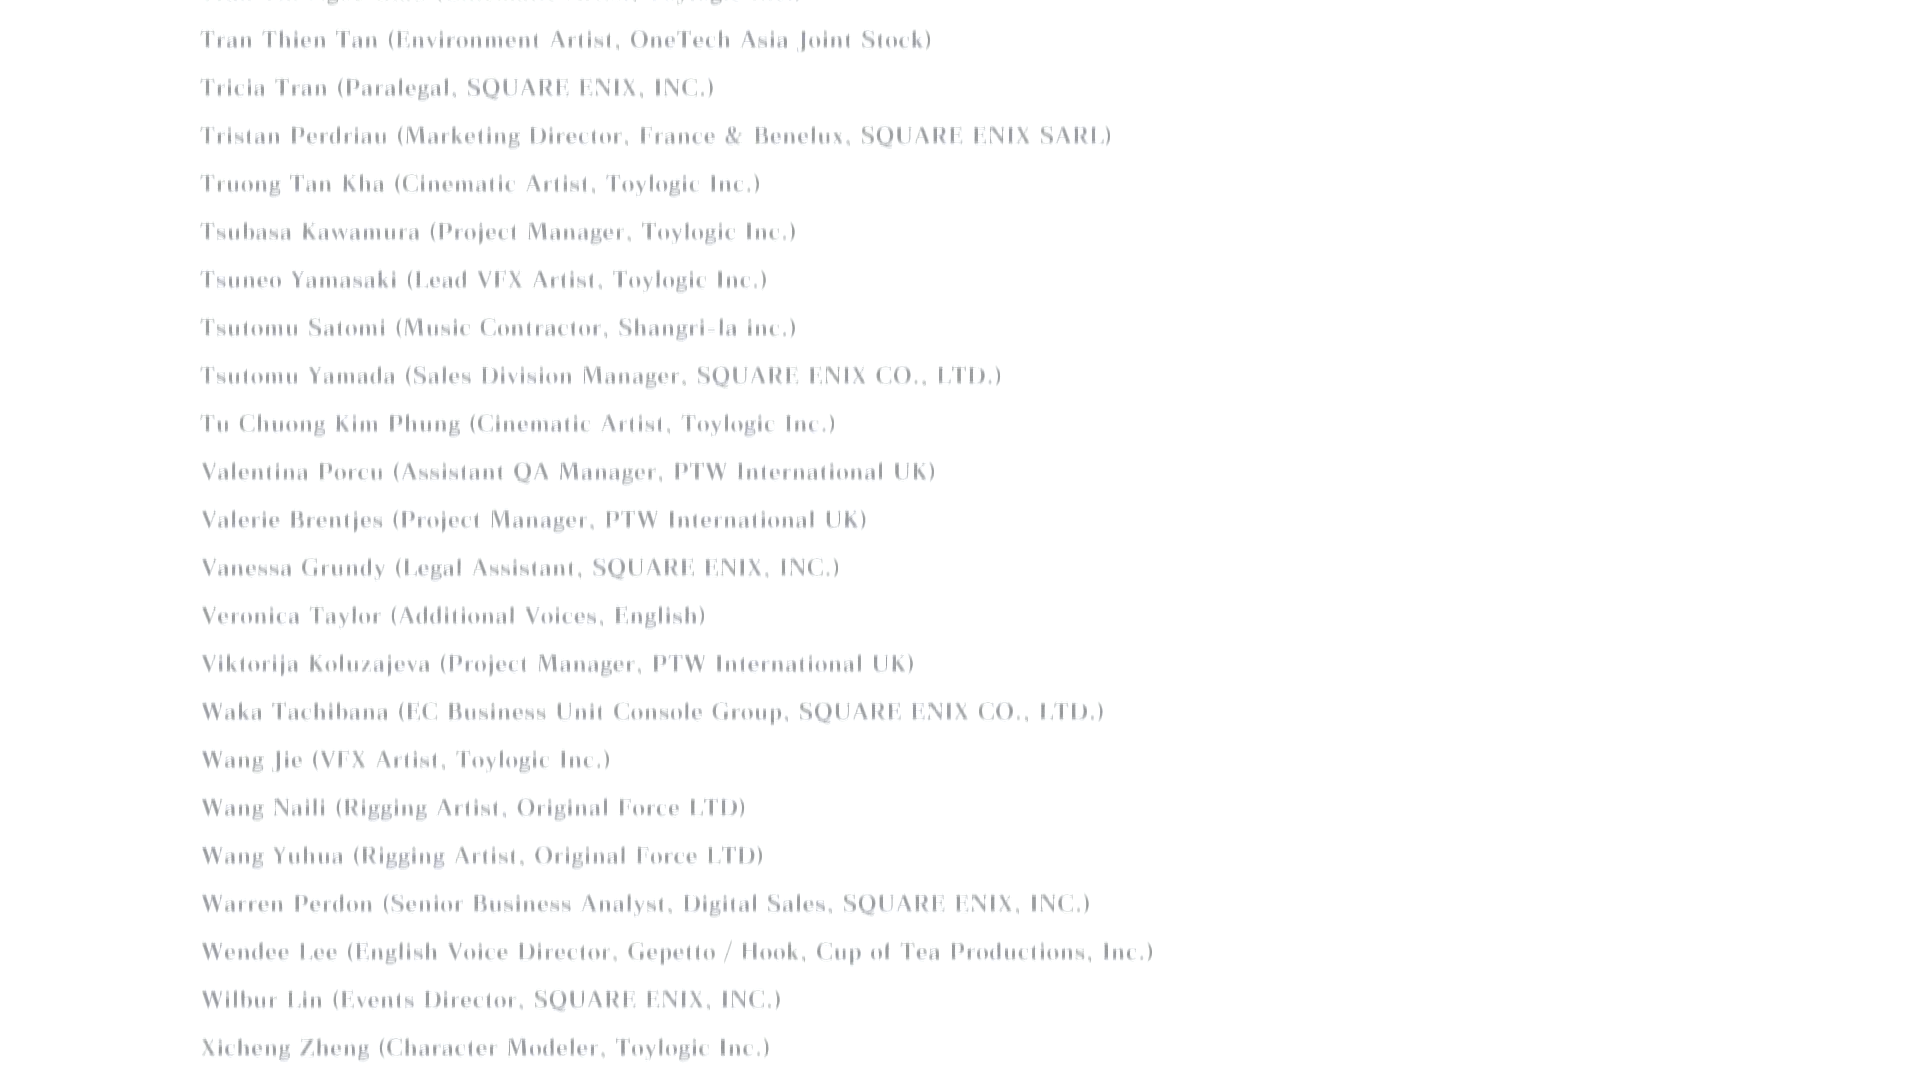 Tran Thien Tan (Environment Artist, OneTech Asia Joint Stock)
Tricia Tran (Paralegal, SQUARE ENIX, INC.)
Tristan Perdriau (Marketing Director, France & Benelux, SQUARE ENIX SARL)
Truong Tan Kha (Cinematic Artist, Toylogic Inc.)
Tsubasa Kawamura (Project Manager, Toylogic Inc.)
Tsuneo Yamasaki (Lead VFX Artist, Toylogic Inc.)
Tsutomu Satomi (Music Contractor, Shangri-la inc.)
Tsutomu Yamada (Sales Division Manager, SQUARE ENIX CO., LTD.)
Tu Chuong Kim Phung (Cinematic Artist, Toylogic Inc.)
Valentina Porcu (Assistant QA Manager, PTW International UK)
Valerie Brentjes (Project Manager, PTW International UK)
Vanessa Grundy (Legal Assistant, SQUARE ENIX, INC.)
Veronica Taylor (Additional Voices, English)
Viktorija Koluzajeva (Project Manager, PTW International UK)
Waka Tachibana (EC Business Unit Console Group, SQUARE ENIX CO., LTD.)
Wang Jie (VFX Artist, Toylogic Inc.)
Wang Naili (Rigging Artist, Original Force LTD)
Wang Yuhua (Rigging Artist, Original Force LTD)
Warren Perdon (Senior Business Analyst, Digital Sales, SQUARE ENIX, INC.)
Wendee Lee (English Voice Director, Gepetto / Hook, Cup of Tea Productions, Inc.)
Wilbur Lin (Events Director, SQUARE ENIX, INC.)
Xicheng Zheng (Character Modeler, Toylogic Inc.)